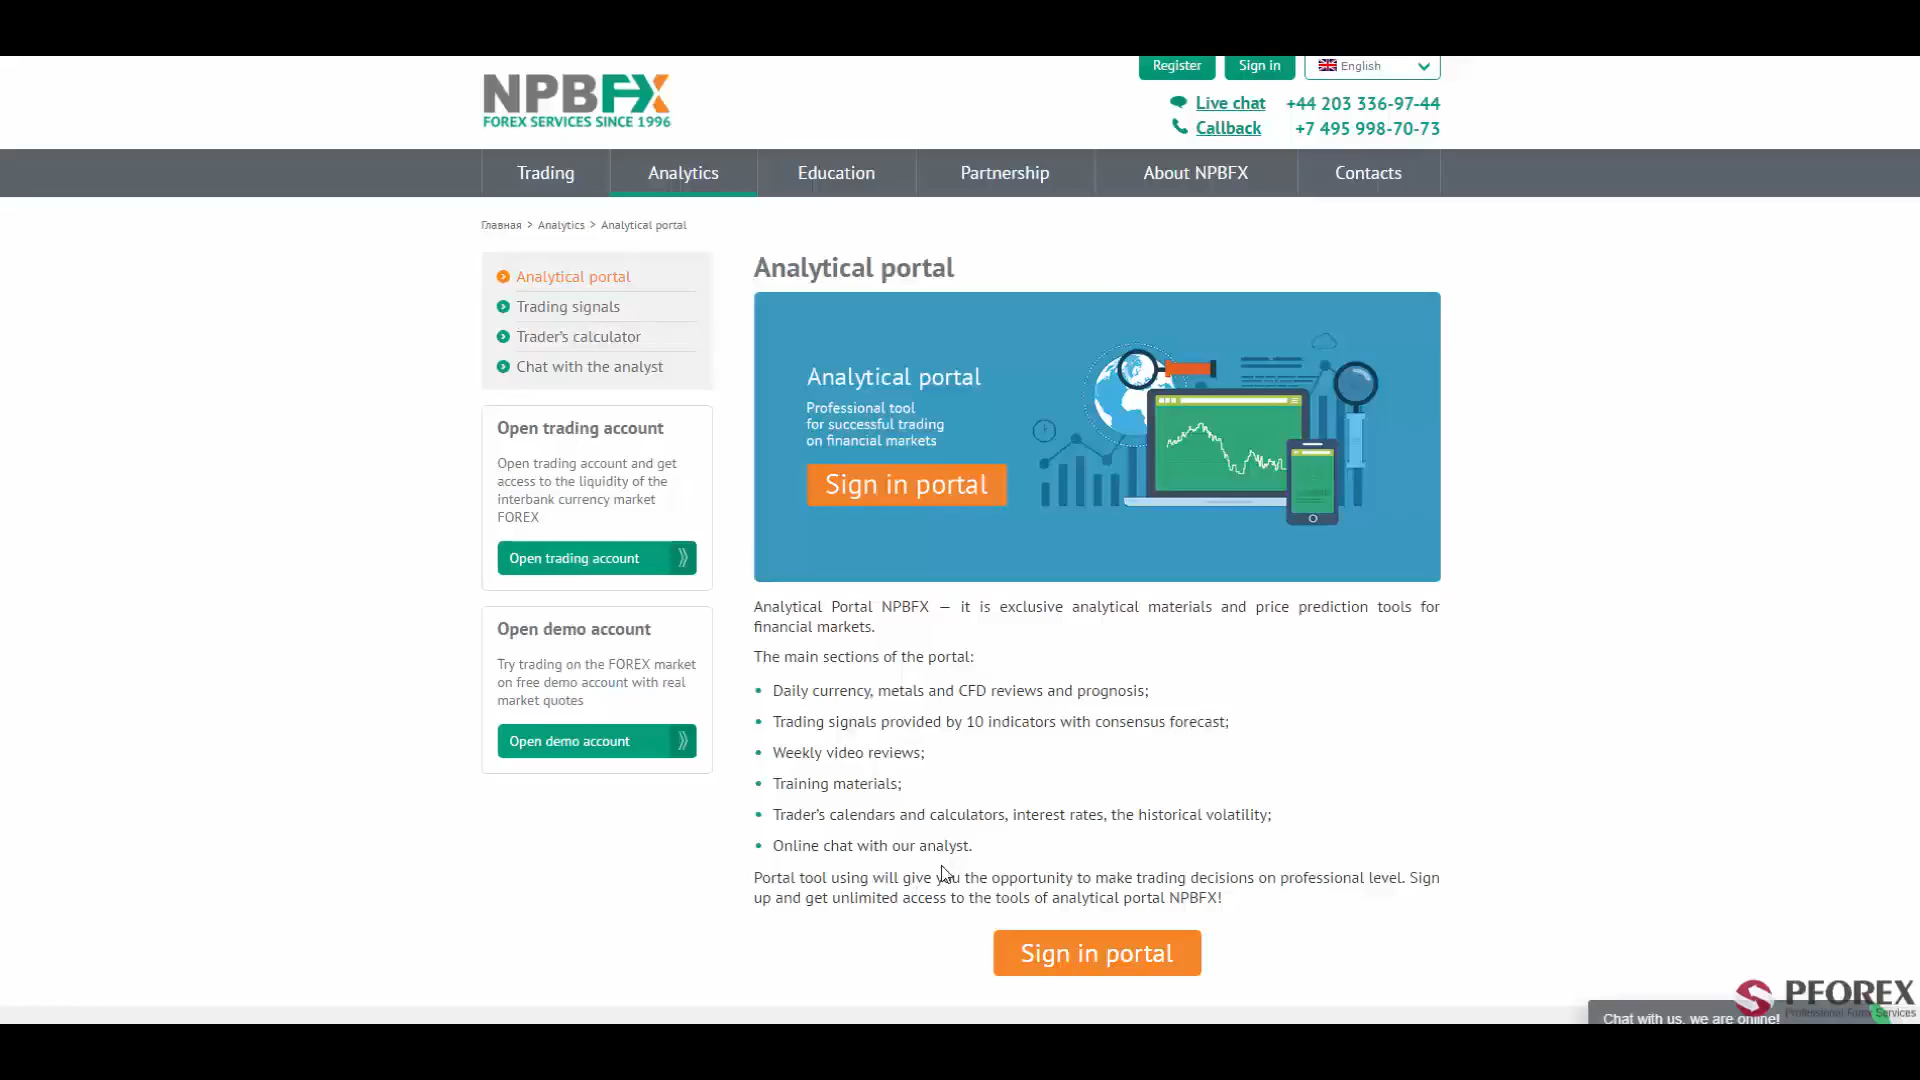 Register
Sign in
English
NPBFX
FOREX SERVICES SINCE 1996
Live chat +44 203 336-97-44
Callback +7 495 998-70-73
Trading
Analytics
Education
Partnership
About NPBFX
Contacts
Главная > Analytics > Analytical portal
Analytical portal
Trading signals
Trader's calculator
Chat with the analyst
Open trading account
Open trading account and get
access to the liquidity of the
interbank currency market
FOREX
Open trading account
Open demo account
Try trading on the FOREX market
on free demo account with real
market quotes
Open demo account
Analytical portal
Analytical portal
Professional tool
for successful trading
on financial markets
Sign in portal
Analytical Portal NPBFX — it is exclusive analytical materials and price prediction tools for
financial markets.
The main sections of the portal:
Daily currency, metals and CFD reviews and prognosis;
Trading signals provided by 10 indicators with consensus forecast;
Weekly video reviews;
Training materials;
Trader's calendars and calculators, interest rates, the historical volatility;
Online chat with our analyst.
Portal tool using will give you the opportunity to make trading decisions on professional level. Sign
up and get unlimited access to the tools of analytical portal NPBFX!
Sign in portal
Chat with us, we are online!
PFOREX
Professional Forex Services